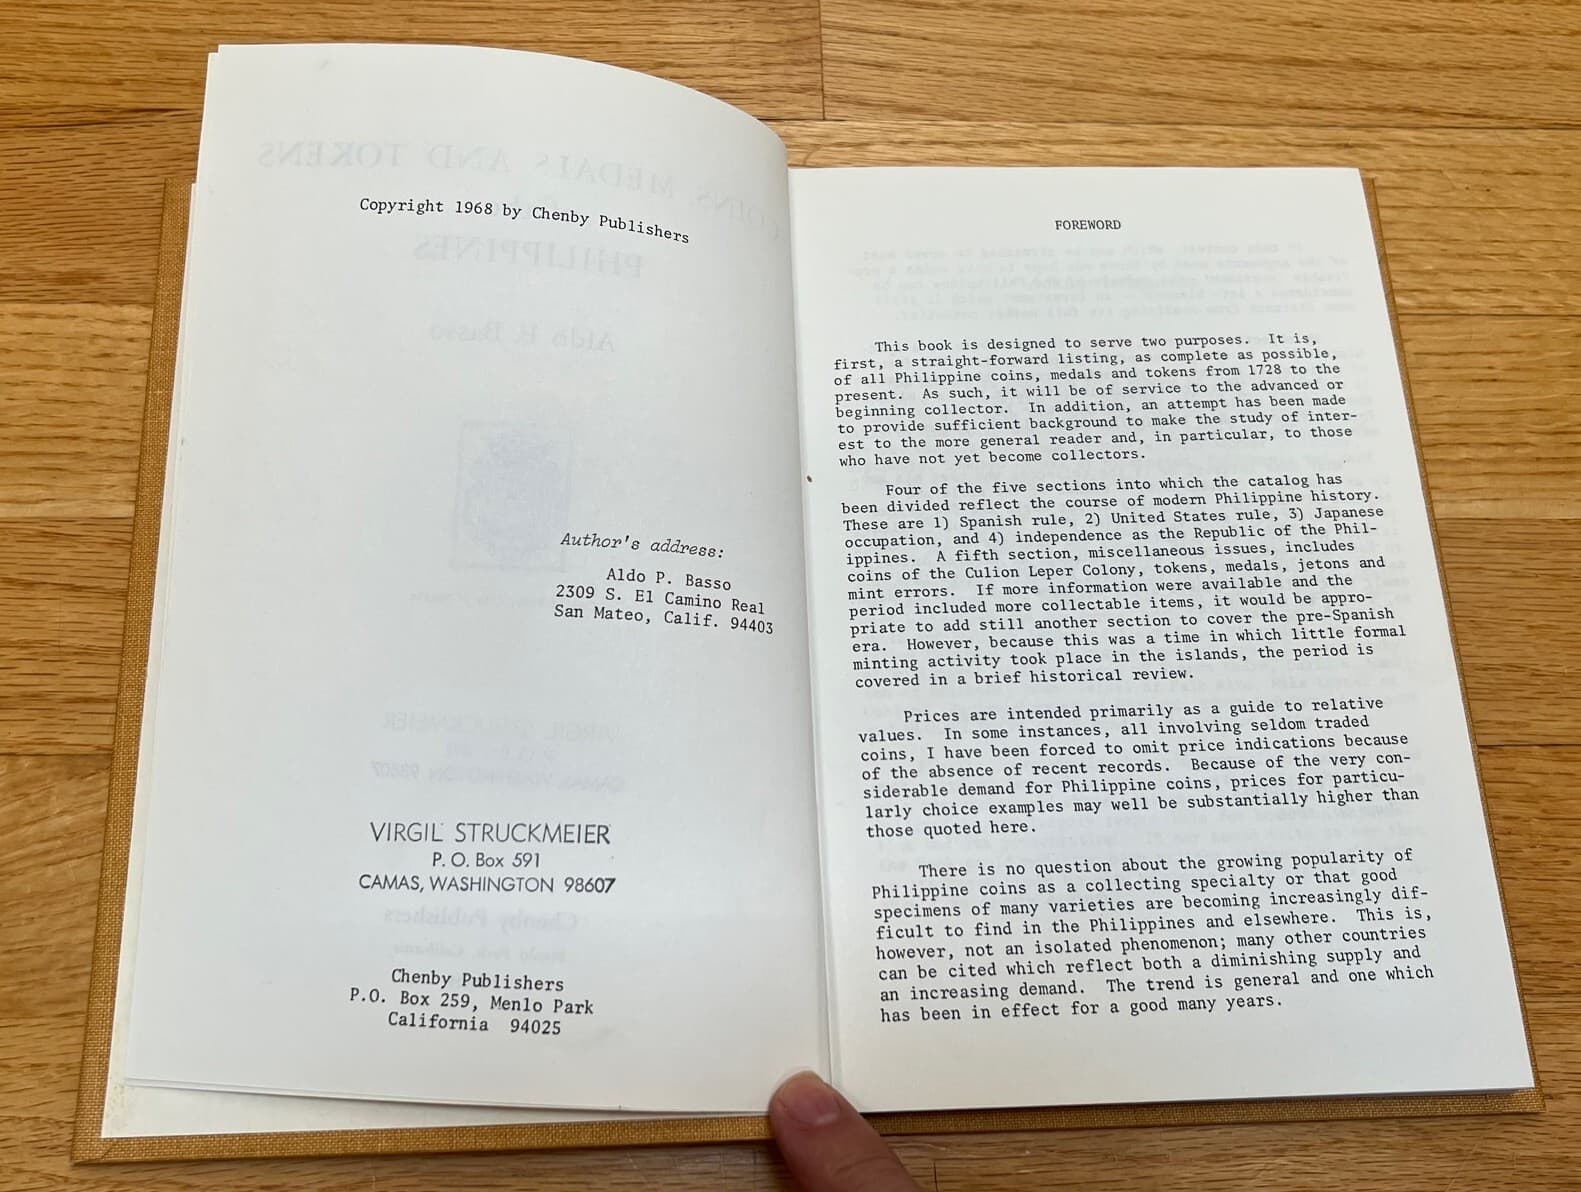 Copyright 1968 by Chenby Publishers
Author's address:
Aldo P. Basso
2309 S. El Camino Real
San Mateo, Calif. 94403
VIRGIL STRUCKMEIER
P. O. Box 591
CAMAS, WASHINGTON 98607
Chenby Publishers
P.O. Box 259, Menlo Park
California 94025
FOREWORD
This book is designed to serve two purposes. It is,
first, a straight-forward listing, as complete as possible,
of all Philippine coins, medals and tokens from 1728 to the
present. As such, it will be of service to the advanced or
beginning collector. In addition, an attempt has been made
to provide sufficient background to make the study of inter-
est to the more general reader and, in particular, to those
who have not yet become collectors.
Four of the five sections into which the catalog has
been divided reflect the course of modern Philippine history.
These are 1) Spanish rule, 2) United States rule, 3) Japanese
occupation, and 4) independence as the Republic of the Phil-
ippines. A fifth section, miscellaneous issues, includes
coins of the Culion Leper Colony, tokens, medals, jetons and
mint errors. If more information were available and the
period included more collectable items, it would be appro-
priate to add still another section to cover the pre-Spanish
era. However, because this was a time in which little formal
minting activity took place in the islands, the period is
covered in a brief historical review.
Prices are intended primarily as a guide to relative
values. In some instances, all involving seldom traded
coins, I have been forced to omit price indications because
of the absence of recent records. Because of the very con-
siderable demand for Philippine coins, prices for particu-
larly choice examples may well be substantially higher than
those quoted here.
There is no question about the growing popularity of
Philippine coins as a collecting specialty or that good
specimens of many varieties are becoming increasingly dif-
ficult to find in the Philippines and elsewhere. This is,
however, not an isolated phenomenon; many other countries
can be cited which reflect both a diminishing supply and
an increasing demand. The trend is general and one which
has been in effect for a good many years.